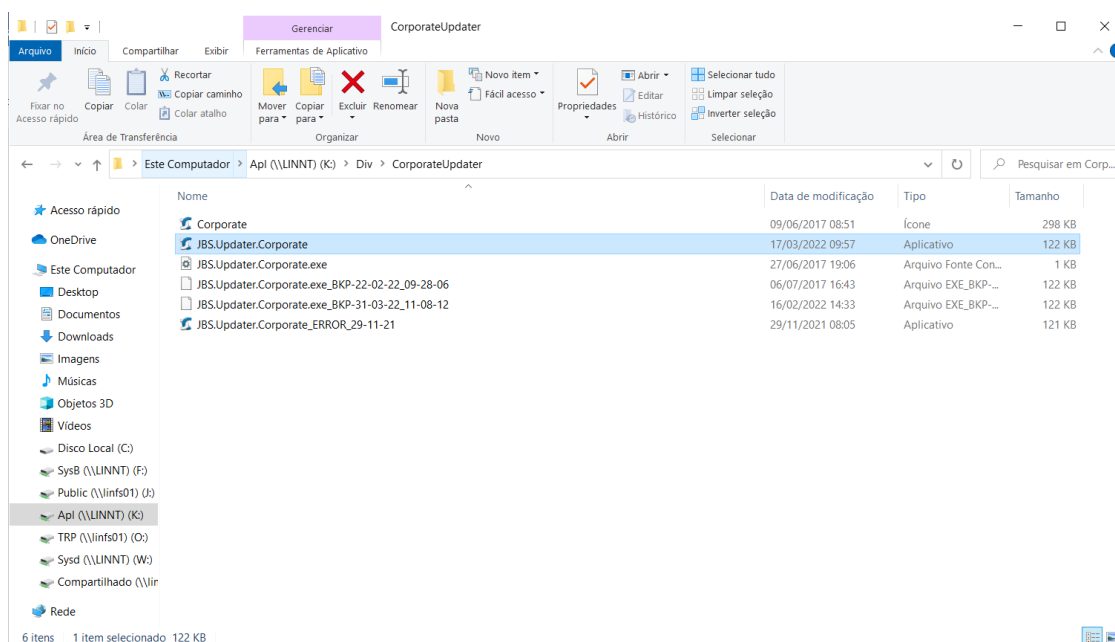 Gerenciar
CorporateUpdater
Arquivo Início Compartilhar Exibir Ferramentas de Aplicativo
Fixar no Acesso rápido
Copiar
Colar
Recortar
Copiar caminho
Colar atalho
Área de Transferência
Mover para
Copiar para
Excluir
Renomear
Organizar
Nova pasta
Novo item
Fácil acesso
Novo
Propriedades
Abrir
Editar
Histórico
Abrir
Selecionar tudo
Limpar seleção
Inverter seleção
Selecionar
Este Computador > Apl (\\LINNT) (K:) > Div > CorporateUpdater
Pesquisar em Corp...
Nome Data de modificação Tipo Tamanho
Corporate 09/06/2017 08:51 Ícone 298 KB
JBS.Updater.Corporate 17/03/2022 09:57 Aplicativo 122 KB
JBS.Updater.Corporate.exe 27/06/2017 19:06 Arquivo Fonte Con... 1 KB
JBS.Updater.Corporate.exe_BKP-22-02-22_09-28-06 06/07/2017 16:43 Arquivo EXE_BKP-... 122 KB
JBS.Updater.Corporate.exe_BKP-31-03-22_11-08-12 16/02/2022 14:33 Arquivo EXE_BKP-... 122 KB
JBS.Updater.Corporate_ERROR_29-11-21 29/11/2021 08:05 Aplicativo 121 KB
Acesso rápido
OneDrive
Este Computador
Desktop
Documentos
Downloads
Imagens
Músicas
Objetos 3D
Vídeos
Disco Local (C:)
SysB (\\LINNT) (F:)
Public (\\linfs01) (J:)
Apl (\\LINNT) (K:)
TRP (\\linfs01) (O:)
Sysd (\\LINNT) (W:)
Compartilhado (\\lin
Rede
6 itens 1 item selecionado 122 KB